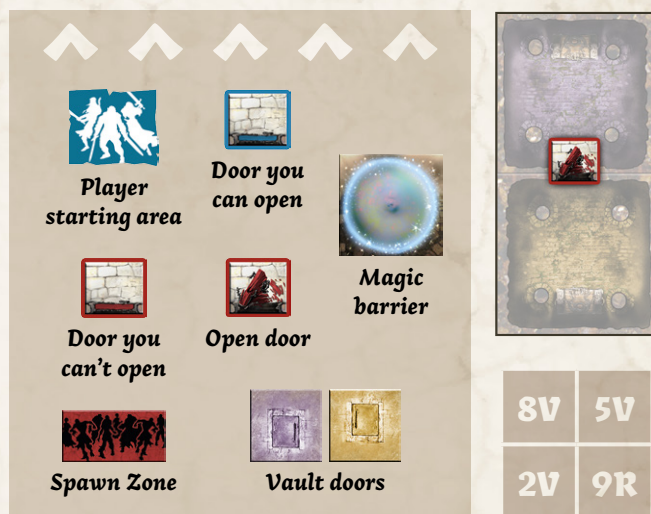 Player
starting area
Door you
can open
Magic
barrier
Door you
can't open
Open door
Spawn Zone
Vault doors
8V 5V
2V 9R